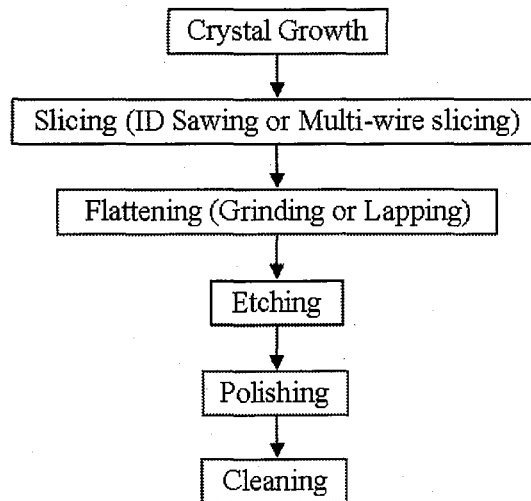 Crystal Growth
Slicing (ID Sawing or Multi-wire slicing)
Flattening (Grinding or Lapping)
Etching
Polishing
Cleaning